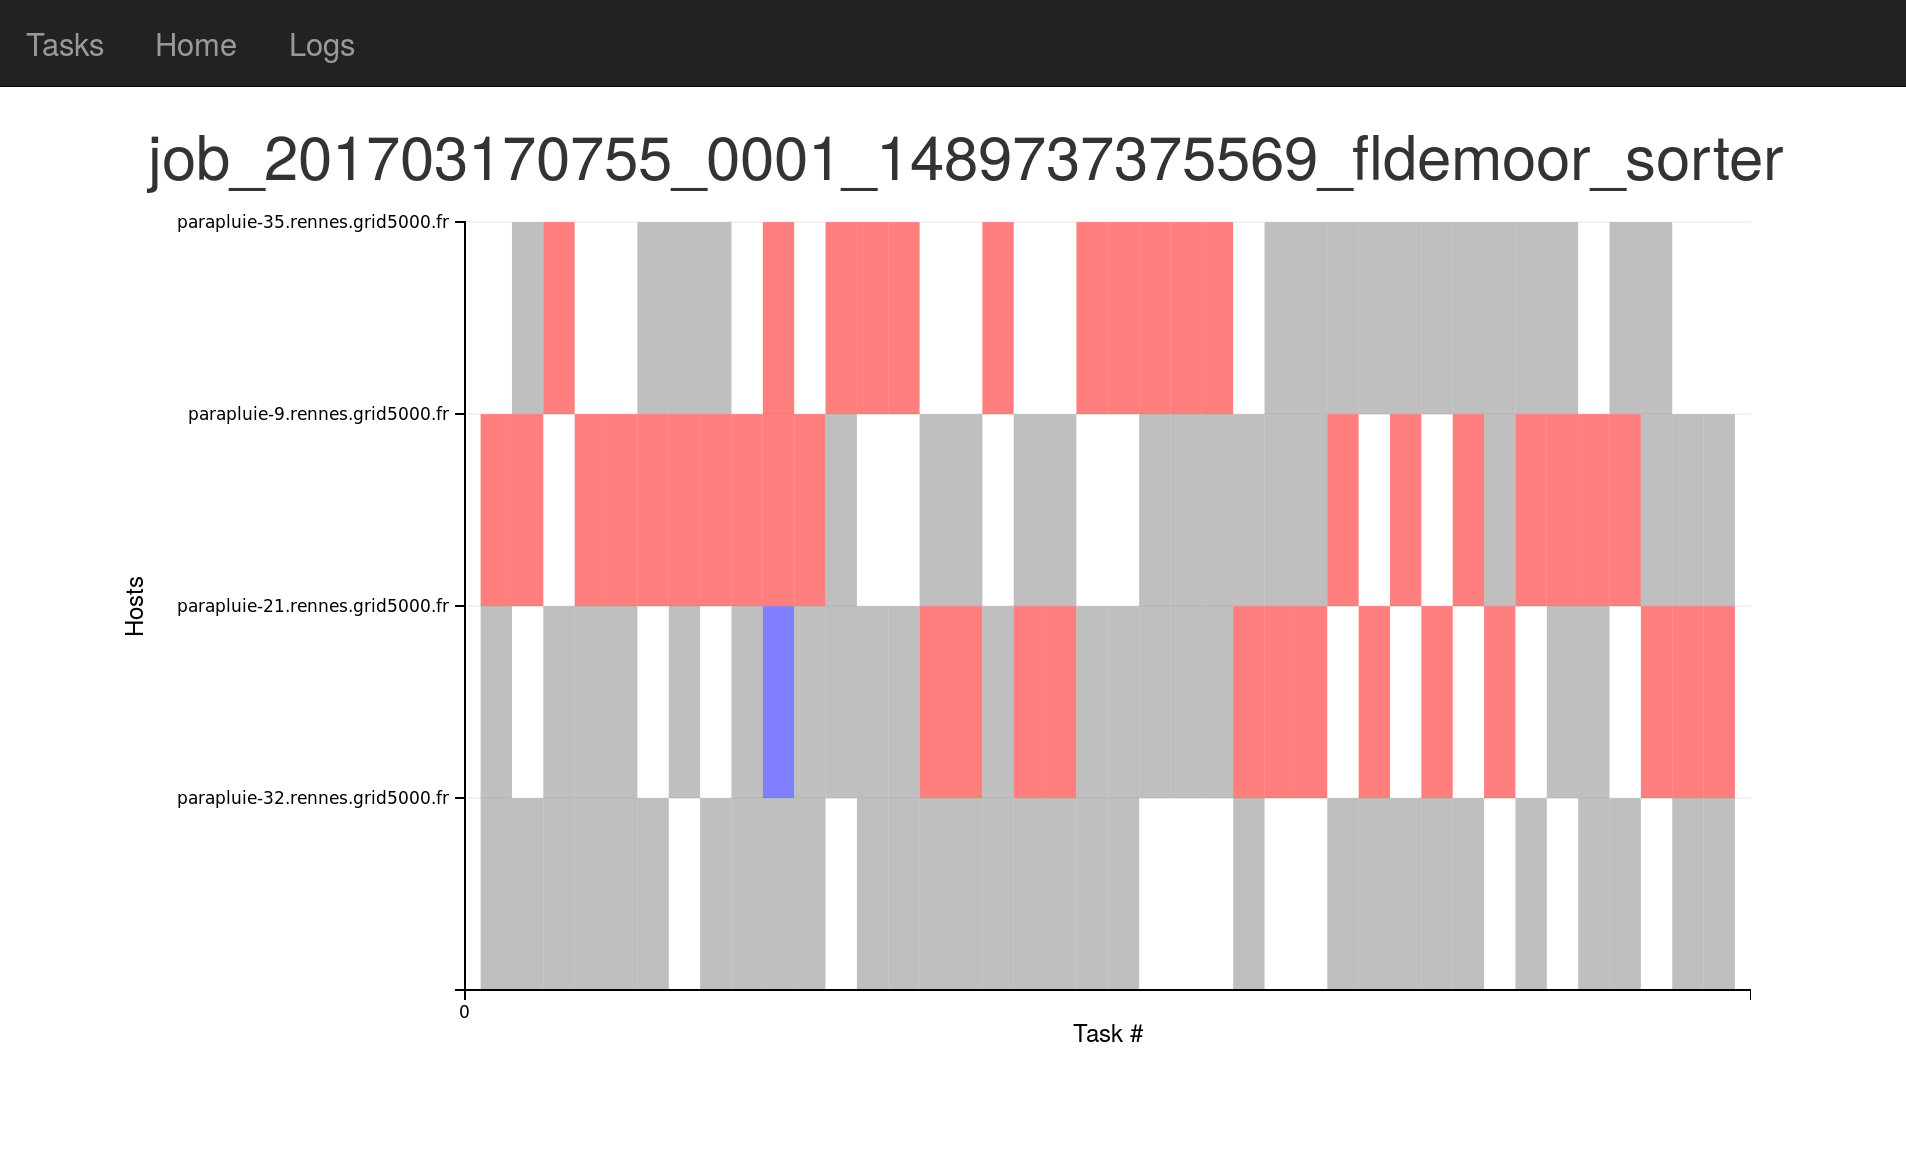 Tasks Home Logs
job_201703170755_0001_1489737375569_fldemoor_sorter
parapluie-35.rennes.grid5000.fr
parapluie-9.rennes.grid5000.fr
Hosts
parapluie-21.rennes.grid5000.fr
parapluie-32.rennes.grid5000.fr
0
Task #